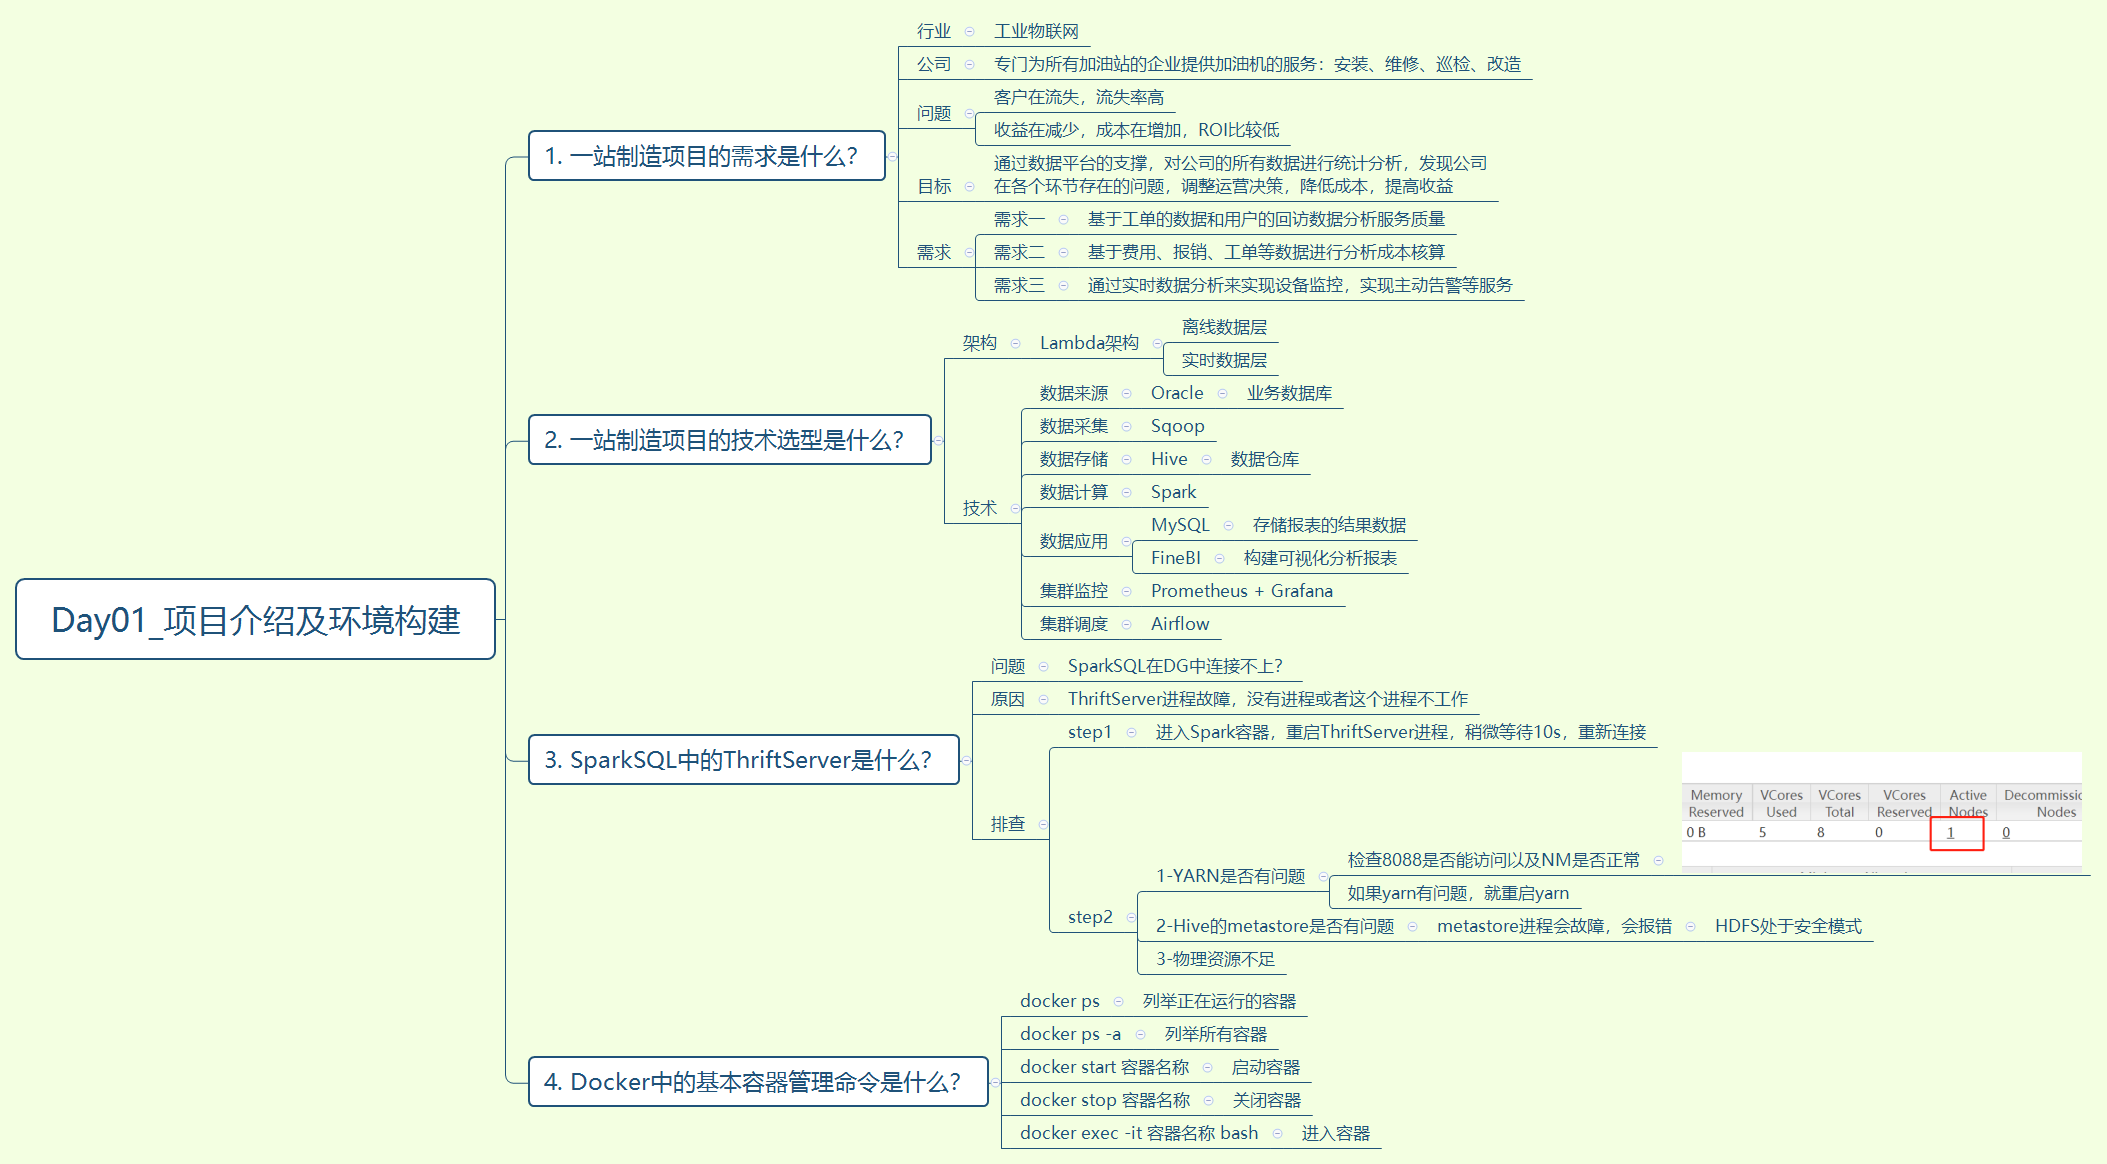 Day01_项目介绍及环境构建
1. 一站制造项目的需求是什么？
行业
工业物联网
公司
专门为所有加油站的企业提供加油机的服务：安装、维修、巡检、改造
问题
客户在流失，流失率高
收益在减少，成本在增加，ROI比较低
目标
通过数据平台的支撑，对公司的所有数据进行统计分析，发现公司
在各个环节存在的问题，调整运营决策，降低成本，提高收益
需求
需求一
基于工单的数据和用户的回访数据分析服务质量
需求二
基于费用、报销、工单等数据进行分析成本核算
需求三
通过实时数据分析来实现设备监控，实现主动告警等服务
2. 一站制造项目的技术选型是什么？
架构
Lambda架构
离线数据层
实时数据层
技术
数据来源
Oracle
业务数据库
数据采集
Sqoop
数据存储
Hive
数据仓库
数据计算
Spark
数据应用
MySQL
存储报表的结果数据
FineBI
构建可视化分析报表
集群监控
Prometheus + Grafana
集群调度
Airflow
3. SparkSQL中的ThriftServer是什么？
问题
SparkSQL在DG中连接不上？
原因
ThriftServer进程故障，没有进程或者这个进程不工作
排查
step1
进入Spark容器，重启ThriftServer进程，稍微等待10s，重新连接
step2
1-YARN是否有问题
检查8088是否能访问以及NM是否正常
Memory Reserved
VCores Used
VCores Total
VCores Reserved
Active Nodes
Decommissic Nodes
0 B
5
8
0
1
0
如果yarn有问题，就重启yarn
2-Hive的metastore是否有问题
metastore进程会故障，会报错
HDFS处于安全模式
3-物理资源不足
4. Docker中的基本容器管理命令是什么？
docker ps
列举正在运行的容器
docker ps -a
列举所有容器
docker start 容器名称
启动容器
docker stop 容器名称
关闭容器
docker exec -it 容器名称 bash
进入容器